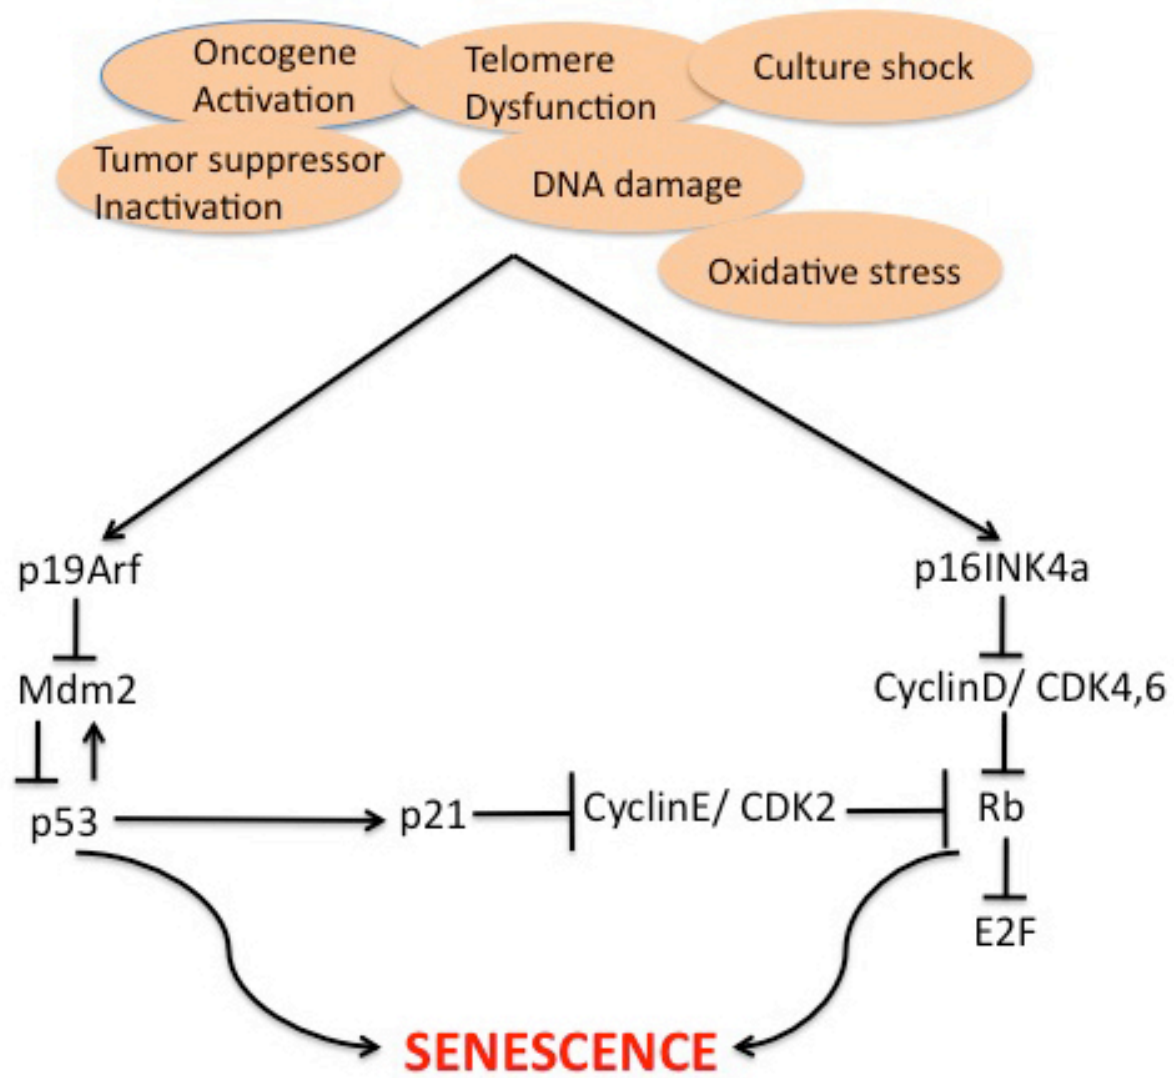 Oncogene
Activation
Telomere
Dysfunction
Culture shock
Tumor suppressor
Inactivation
DNA damage
Oxidative stress
p19Arf
p16INK4a
Mdm2
CyclinD/ CDK4,6
p53
p21
CyclinE/ CDK2
Rb
E2F
SENESCENCE